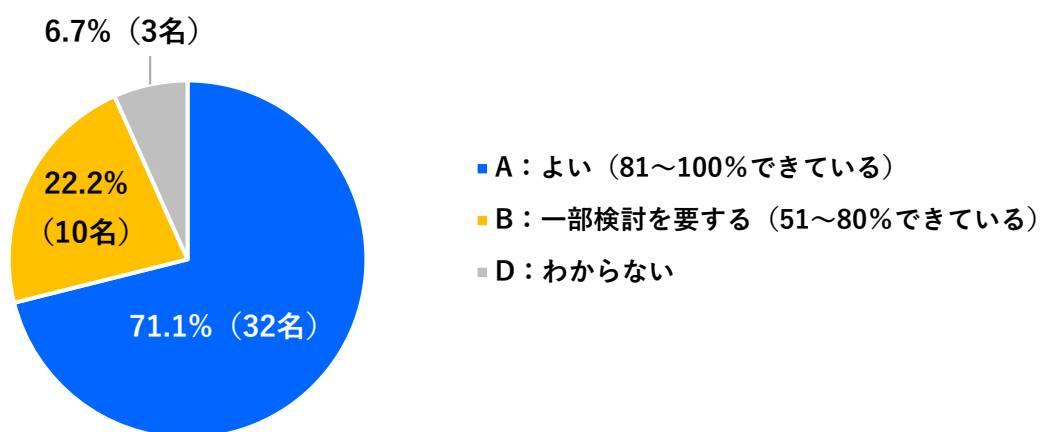 6.7%（3名）
22.2%
（10名）
71.1%（32名）
A：よい（81～100％できている）
B：一部検討を要する（51～80％できている）
D：わからない